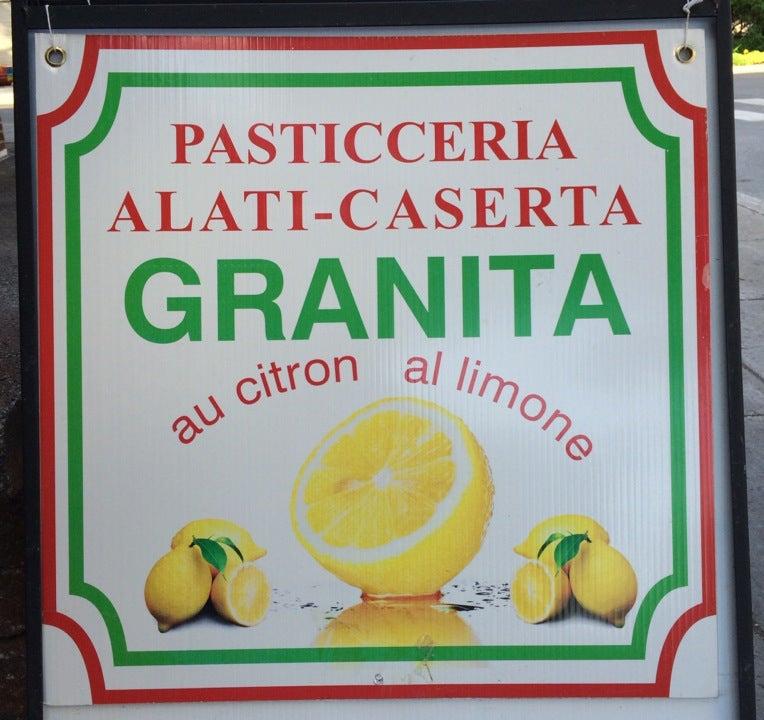 PASTICCERIA
ALATI-CASERTA
GRANITA
au citron al limone